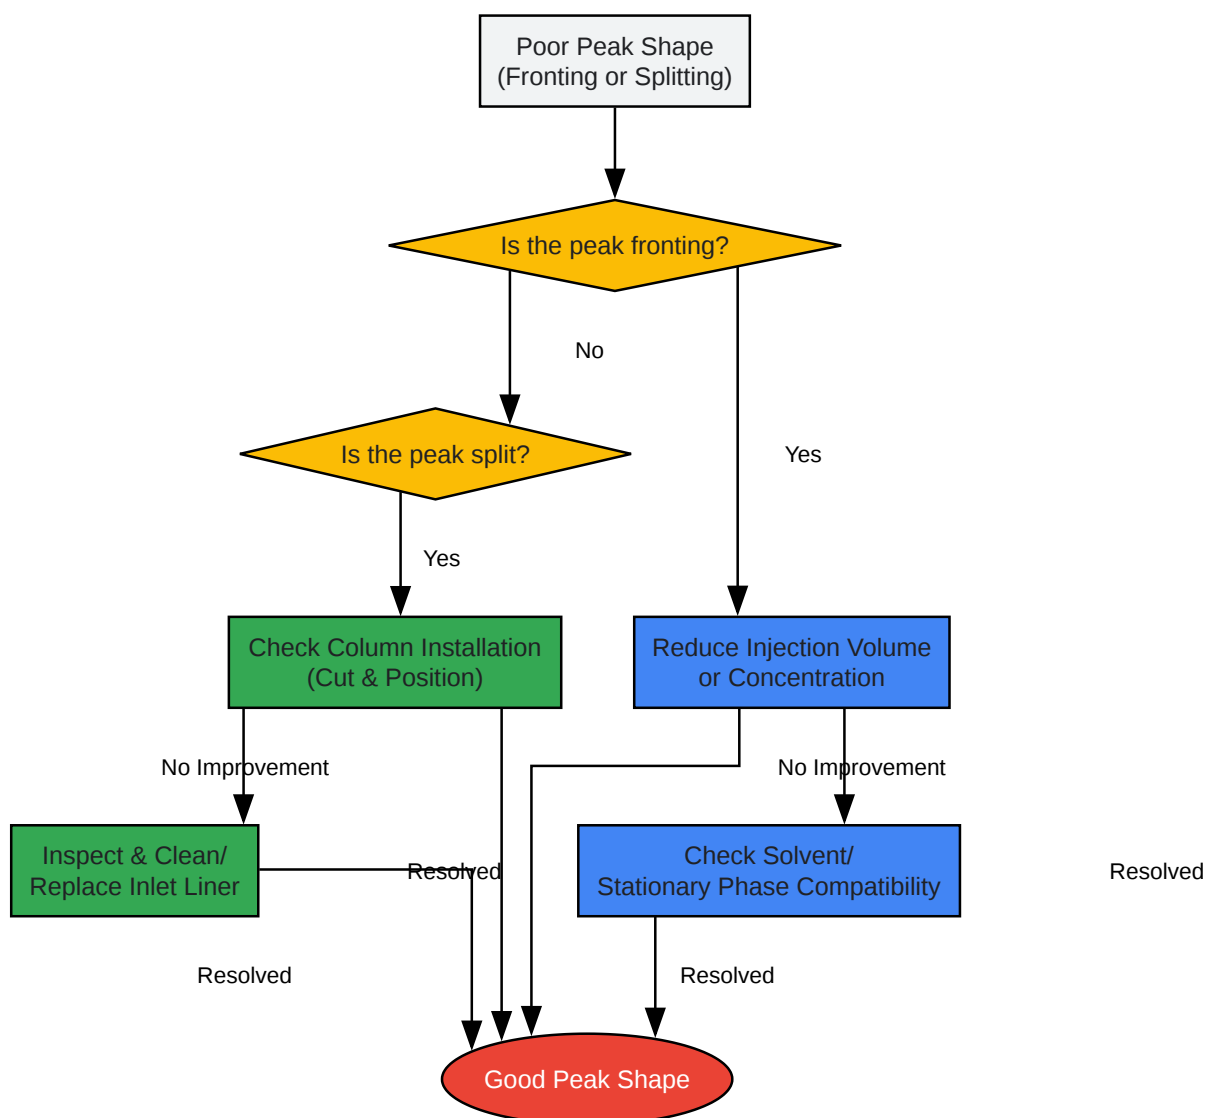 Poor Peak Shape
(Fronting or Splitting)
Is the peak fronting?
No
Is the peak split?
Yes
Yes
Check Column Installation
(Cut & Position)
Reduce Injection Volume
or Concentration
No Improvement
No Improvement
Inspect & Clean/
Replace Inlet Liner
Resolved
Check Solvent/
Stationary Phase Compatibility
Resolved
Resolved
Resolved
Good Peak Shape